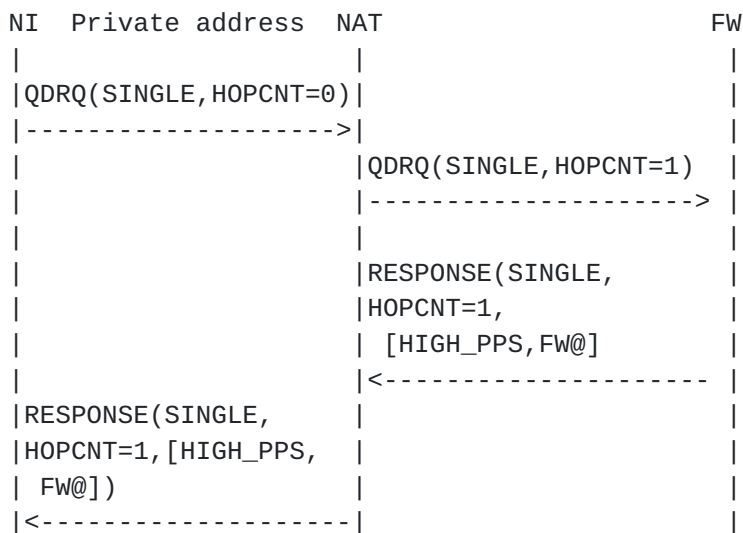 NI  Private address  NAT                     FW
|                     |                       |
|QDRQ(SINGLE,HOPCNT=0)|                       |
|-------------------->|                       |
|                     |QDRQ(SINGLE,HOPCNT=1)  |
|                     |---------------------> |
|                     |                       |
|                     |RESPONSE(SINGLE,       |
|                     |HOPCNT=1,              |
|                     | [HIGH_PPS,FW@]        |
|                     |<--------------------- |
|RESPONSE(SINGLE,     |                       |
|HOPCNT=1,[HIGH_PPS,  |                       |
| FW@])               |                       |
|<--------------------|                       |